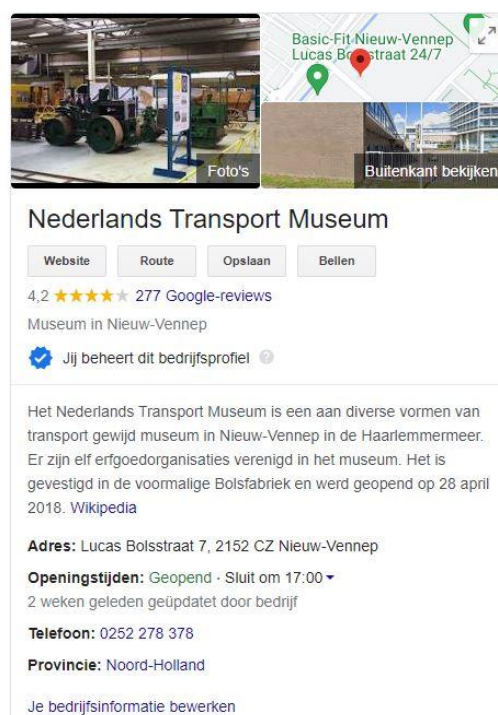 Basic-Fit Nieuw-Vennep
Lucas Bolsstraat 24/7
Foto's
Buitenkant bekijken
Nederlands Transport Museum
Website Route Opslaan Bellen
4,2 277 Google-reviews
Museum in Nieuw-Vennep
Jij beheert dit bedrijfsprofiel ?
Het Nederlands Transport Museum is een aan diverse vormen van
transport gewijd museum in Nieuw-Vennep in de Haarlemmermeer.
Er zijn elf erfgoedorganisaties verenigd in het museum. Het is
gevestigd in de voormalige Bolsfabriek en werd geopend op 28 april
2018. Wikipedia
Adres: Lucas Bolsstraat 7, 2152 CZ Nieuw-Vennep
Openingstijden: Geopend · Sluit om 17:00
2 weken geleden geüpdatet door bedrijf
Telefoon: 0252 278 378
Provincie: Noord-Holland
Je bedrijfsinformatie bewerken